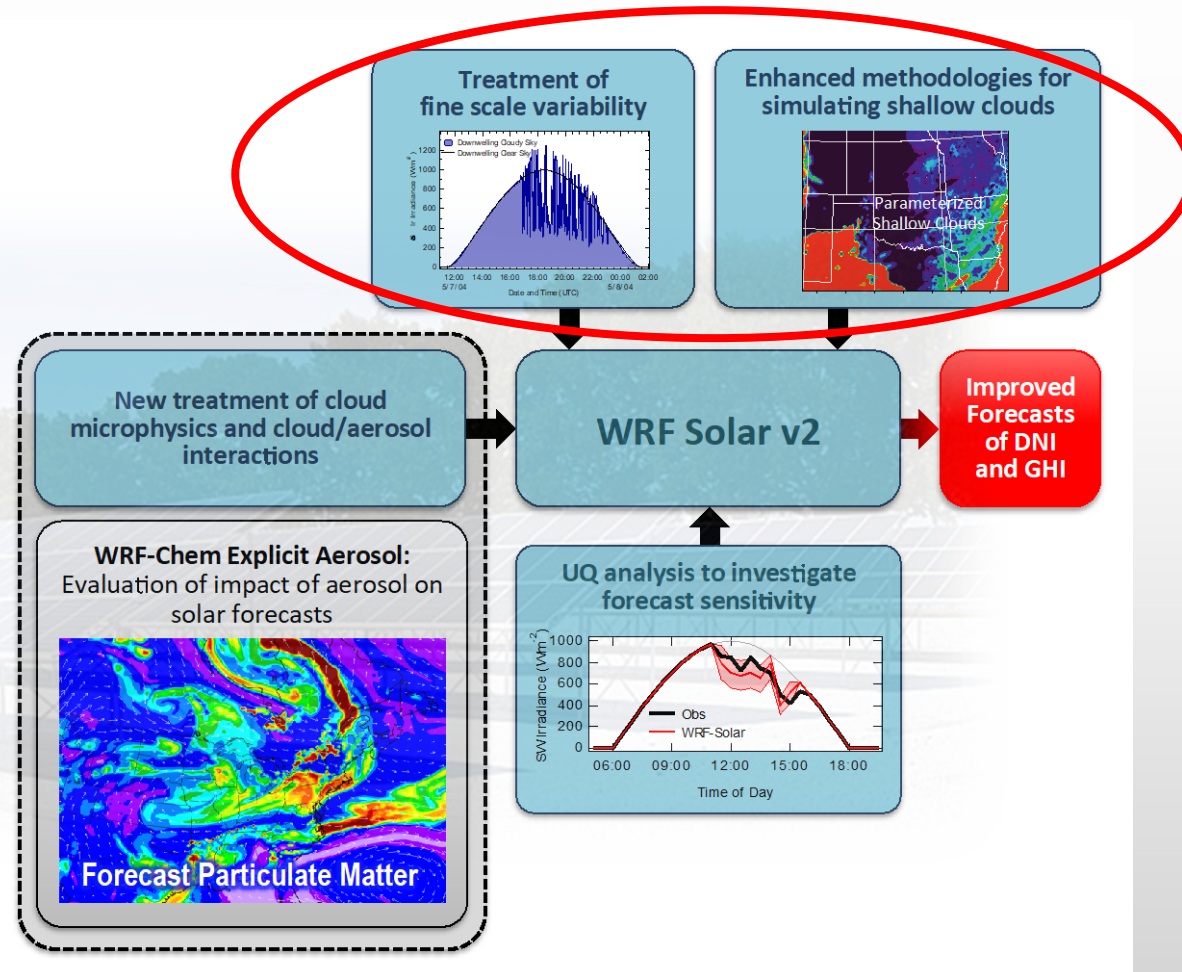 Treatment of
fine scale variability
Downwelling Cloudy Sky
Downwelling Clear Sky
Irradiance (Wm²)
1200
1000
800
600
400
200
0
12:00 14:00 16:00 18:00 20:00 22:00 00:00 02:00
5/7/04 5/8/04
Date and Time (UTC)
Enhanced methodologies for
simulating shallow clouds
Parameterized
Shallow Clouds
New treatment of cloud
microphysics and cloud/aerosol
interactions
WRF Solar v2
Improved
Forecasts
of DNI
and GHI
WRF-Chem Explicit Aerosol:
Evaluation of impact of aerosol on
solar forecasts
Forecast Particulate Matter
UQ analysis to investigate
forecast sensitivity
SW Irradiance (Wm⁻²)
1000
800
600
400
200
0
Obs
WRF-Solar
06:00 09:00 12:00 15:00 18:00
Time of Day